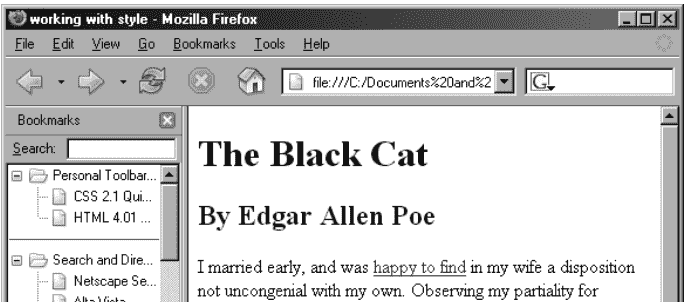 working with style - Mozilla Firefox
File Edit View Go Bookmarks Tools Help
file:///C:/Documents%20and%2 G
Bookmarks
Search:
Personal Toolbar...
CSS 2.1 Qui...
HTML 4.01 ...
Search and Dire...
Netscape Se...
Alta Vista
The Black Cat
By Edgar Allen Poe
I married early, and was happy to find in my wife a disposition
not uncongenial with my own. Observing my partiality for